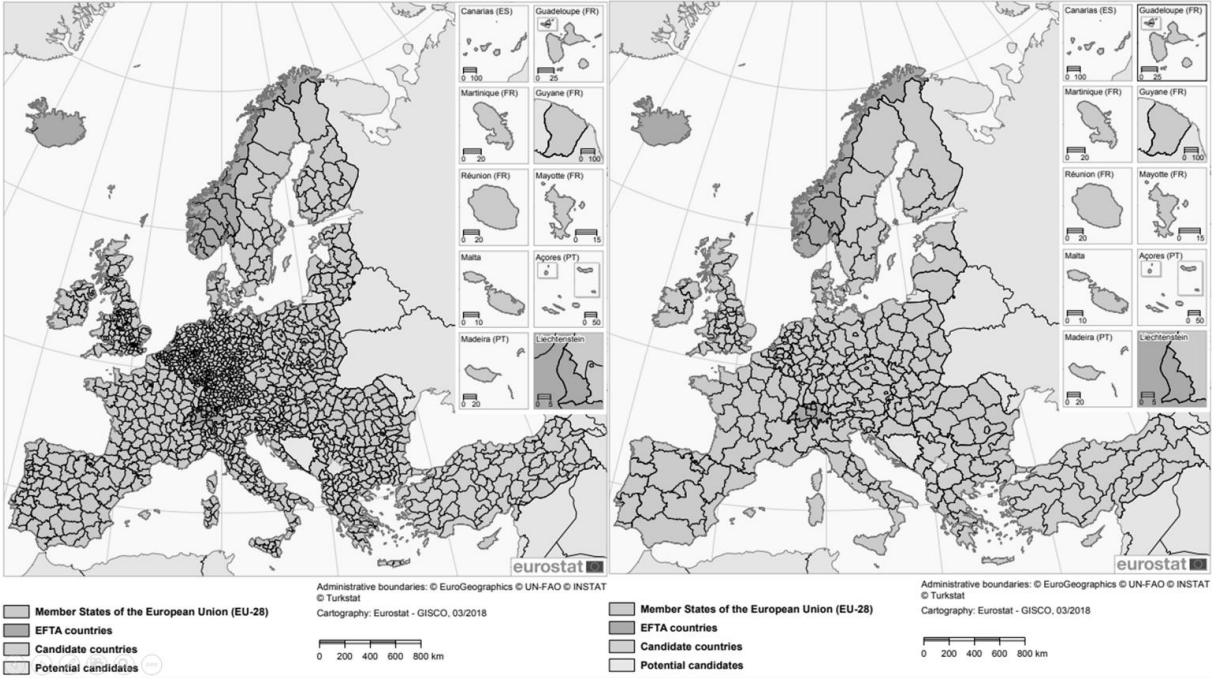 Canarias (ES)
0 100
Guadeloupe (FR)
0 25
Martinique (FR)
0 20
Guyane (FR)
0 100
Réunion (FR)
0 20
Mayotte (FR)
0 15
Malta
0 10
Açores (PT)
0 50
Madeira (PT)
0 20
Liechtenstein
0 5
eurostat
Administrative boundaries: © EuroGeographics © UN-FAO © INSTAT
© Turkstat
Cartography: Eurostat - GISCO, 03/2018
Member States of the European Union (EU-28)
EFTA countries
Candidate countries
Potential candidates
0 200 400 600 800 km
Canarias (ES)
0 100
Guadeloupe (FR)
0 25
Martinique (FR)
0 20
Guyane (FR)
0 100
Réunion (FR)
0 20
Mayotte (FR)
0 15
Malta
0 10
Açores (PT)
0 50
Madeira (PT)
0 20
Liechtenstein
0 5
eurostat
Administrative boundaries: © EuroGeographics © UN-FAO © INSTAT
© Turkstat
Cartography: Eurostat - GISCO, 03/2018
Member States of the European Union (EU-28)
EFTA countries
Candidate countries
Potential candidates
0 200 400 600 800 km